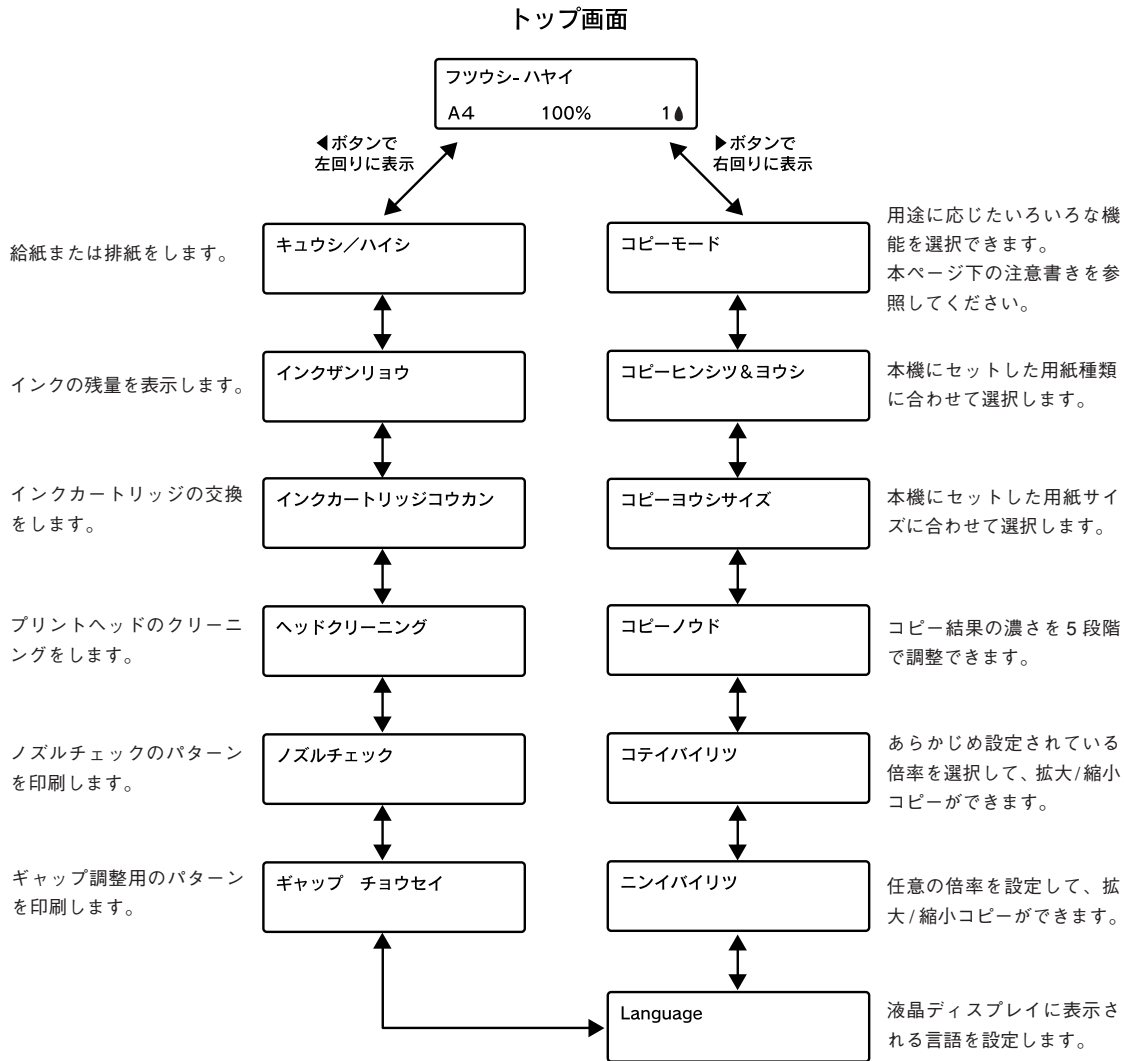 トップ画面
フツウシ- ハヤイ
A4 100% 1
◀ボタンで
左回りに表示
▶ボタンで
右回りに表示
給紙または排紙をします。
キュウシ／ハイシ
インクの残量を表示します。
インクザンリョウ
インクカートリッジの交換
をします。
インクカートリッジコウカン
プリントヘッドのクリーニ
ングをします。
ヘッドクリーニング
ノズルチェックのパターン
を印刷します。
ノズルチェック
ギャップ調整用のパターン
を印刷します。
ギャップ　チョウセイ
コピーモード
用途に応じたいろいろな機
能を選択できます。
本ページ下の注意書きを参
照してください。
コピーヒンシツ＆ヨウシ
本機にセットした用紙種類
に合わせて選択します。
コピーヨウシサイズ
本機にセットした用紙サイ
ズに合わせて選択します。
コピーノウド
コピー結果の濃さを 5 段階
で調整できます。
コテイバイリツ
あらかじめ設定されている
倍率を選択して、拡大/縮小
コピーができます。
ニンイバイリツ
任意の倍率を設定して、拡
大/縮小コピーができます。
Language
液晶ディスプレイに表示さ
れる言語を設定します。